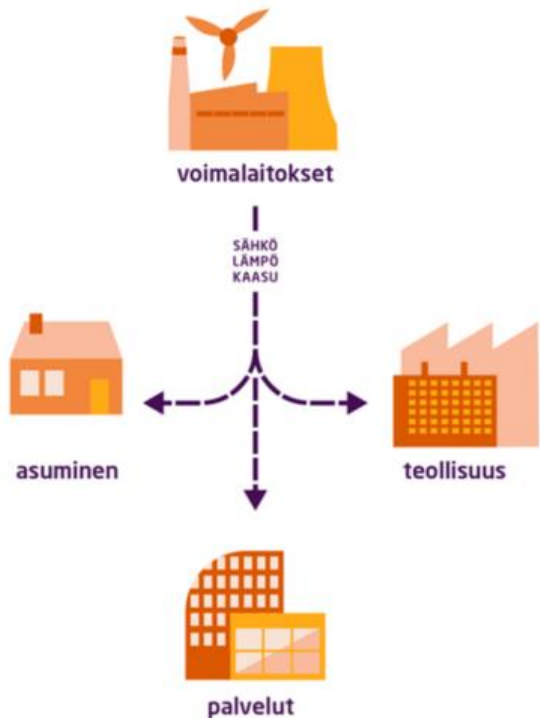 voimalaitokset
SÄHKÖ
LÄMPÖ
KAASU
asuminen
teollisuus
palvelut